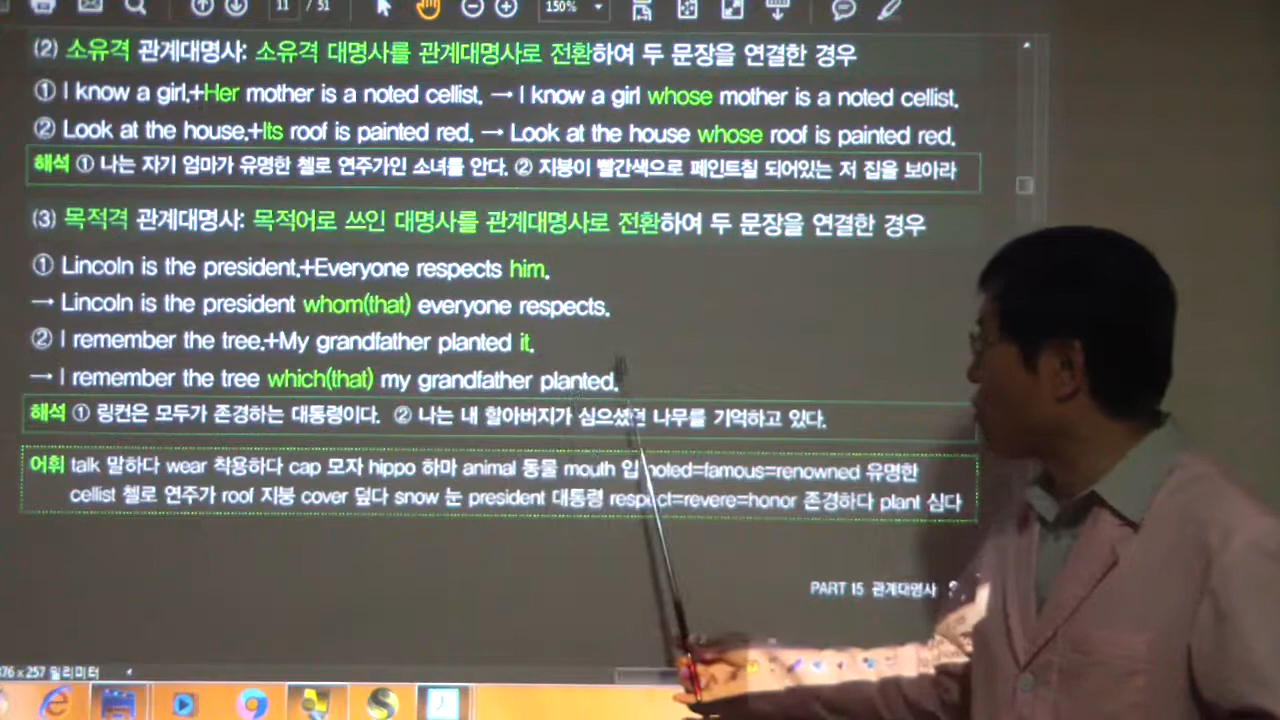 11 / 31
150%
(2) 소유격 관계대명사: 소유격 대명사를 관계대명사로 전환하여 두 문장을 연결한 경우
① I know a girl.+Her mother is a noted cellist. → I know a girl whose mother is a noted cellist.
② Look at the house.+Its roof is painted red. → Look at the house whose roof is painted red.
해석 ① 나는 자기 엄마가 유명한 첼로 연주가인 소녀를 안다. ② 지붕이 빨간색으로 페인트칠 되어있는 저 집을 보아라
(3) 목적격 관계대명사: 목적어로 쓰인 대명사를 관계대명사로 전환하여 두 문장을 연결한 경우
① Lincoln is the president.+Everyone respects him.
→ Lincoln is the president whom(that) everyone respects.
② I remember the tree.+My grandfather planted it.
→ I remember the tree which(that) my grandfather planted.
해석 ① 링컨은 모두가 존경하는 대통령이다. ② 나는 내 할아버지가 심으셨던 나무를 기억하고 있다.
어휘 talk 말하다 wear 착용하다 cap 모자 hippo 하마 animal 동물 mouth 입 noted=famous=renowned 유명한
cellist 첼로 연주가 roof 지붕 cover 덮다 snow 눈 president 대통령 respect=revere=honor 존경하다 plant 심다
PART 15 관계대명사
x 257 밀리미터